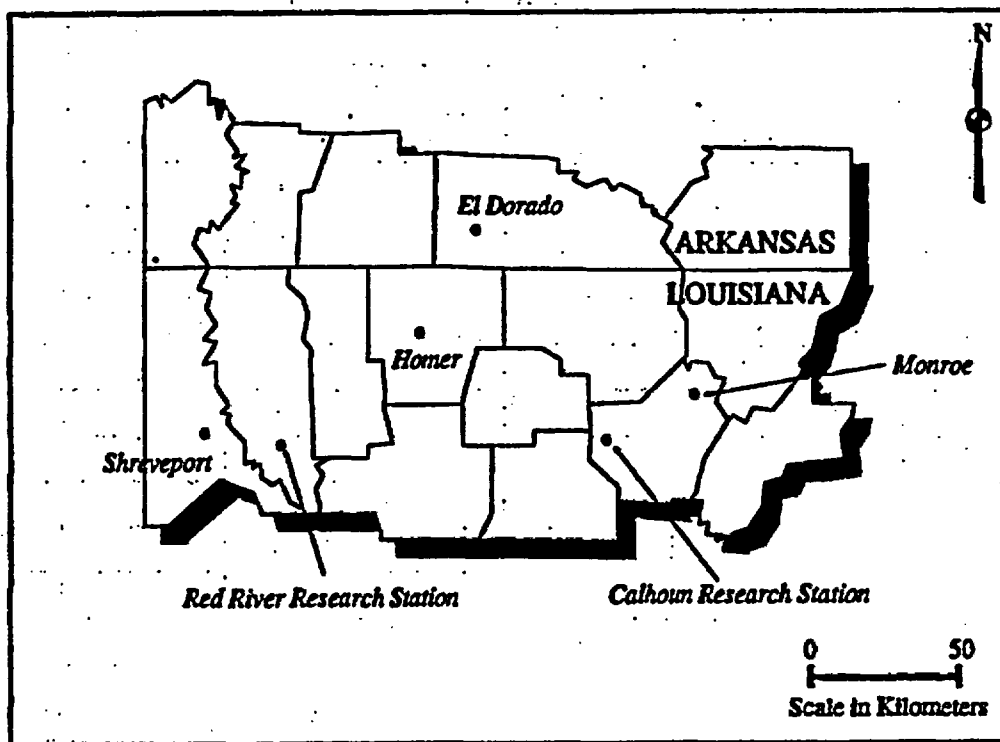 N
El Dorado
ARKANSAS
LOUISIANA
Homer
Monroe
Shreveport
Red River Research Station
Calhoun Research Station
0 50
Scale in Kilometers